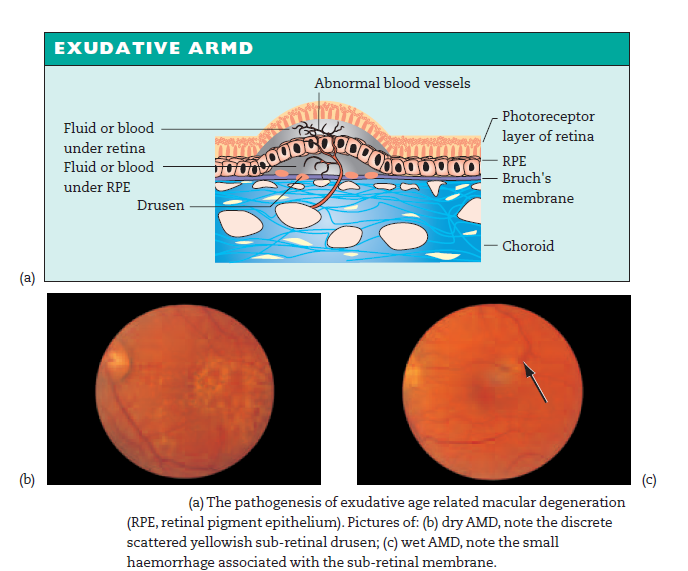 EXUDATIVE ARMD
Abnormal blood vessels
Fluid or blood
under retina
Fluid or blood
under RPE
Drusen
Photoreceptor
layer of retina
RPE
Bruch's
membrane
Choroid
(a)
(b)
(c)
(a) The pathogenesis of exudative age related macular degeneration
(RPE, retinal pigment epithelium). Pictures of: (b) dry AMD, note the discrete
scattered yellowish sub-retinal drusen; (c) wet AMD, note the small
haemorrhage associated with the sub-retinal membrane.